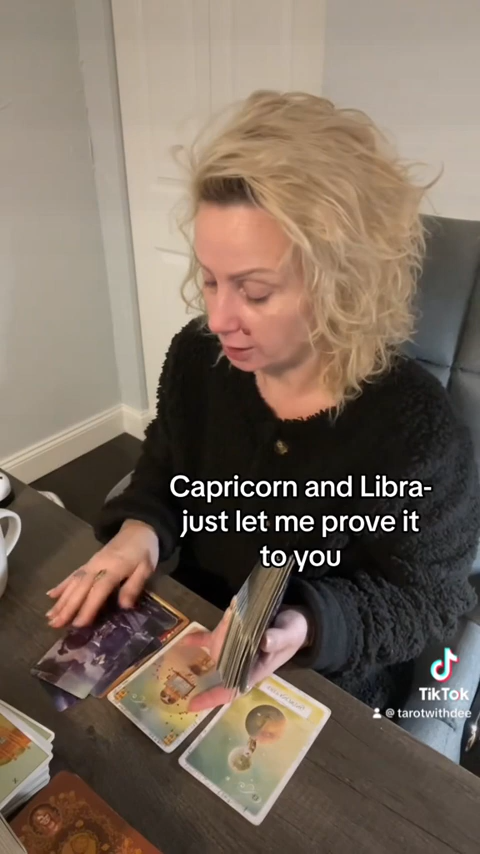 Capricorn and Libra-
just let me prove it
to you
TikTok
@tarotwithdee